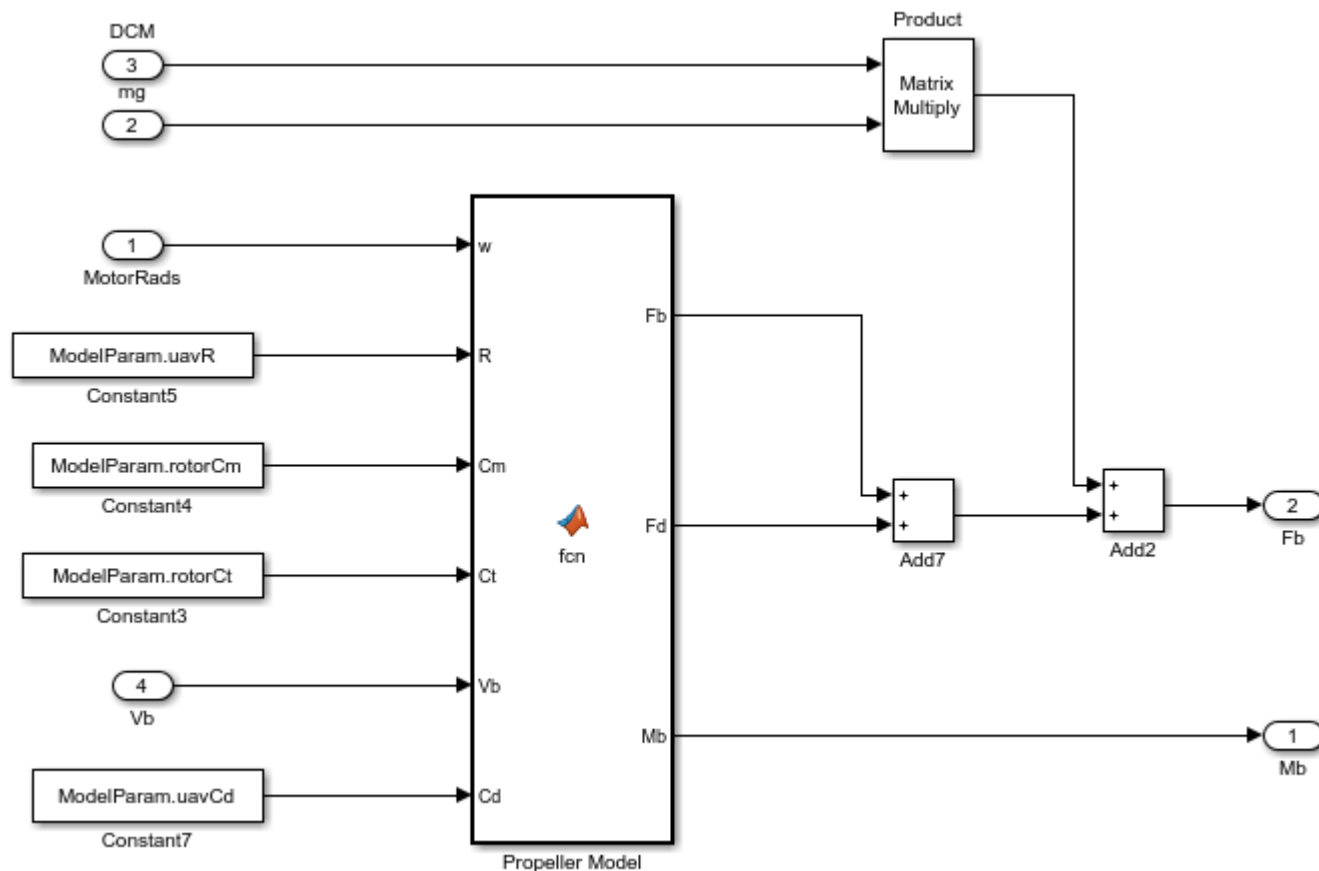 Product
DCM
3
Matrix
Multiply
mg
2
1
MotorRads
w
ModelParam.uavR
Constant5
R
Fb
ModelParam.rotorCm
Constant4
Cm
+
+
Add7
+
+
Add2
2
Fb
fcn
Fd
ModelParam.rotorCt
Constant3
Ct
4
Vb
Vb
Mb
1
Mb
ModelParam.uavCd
Constant7
Cd
Propeller Model